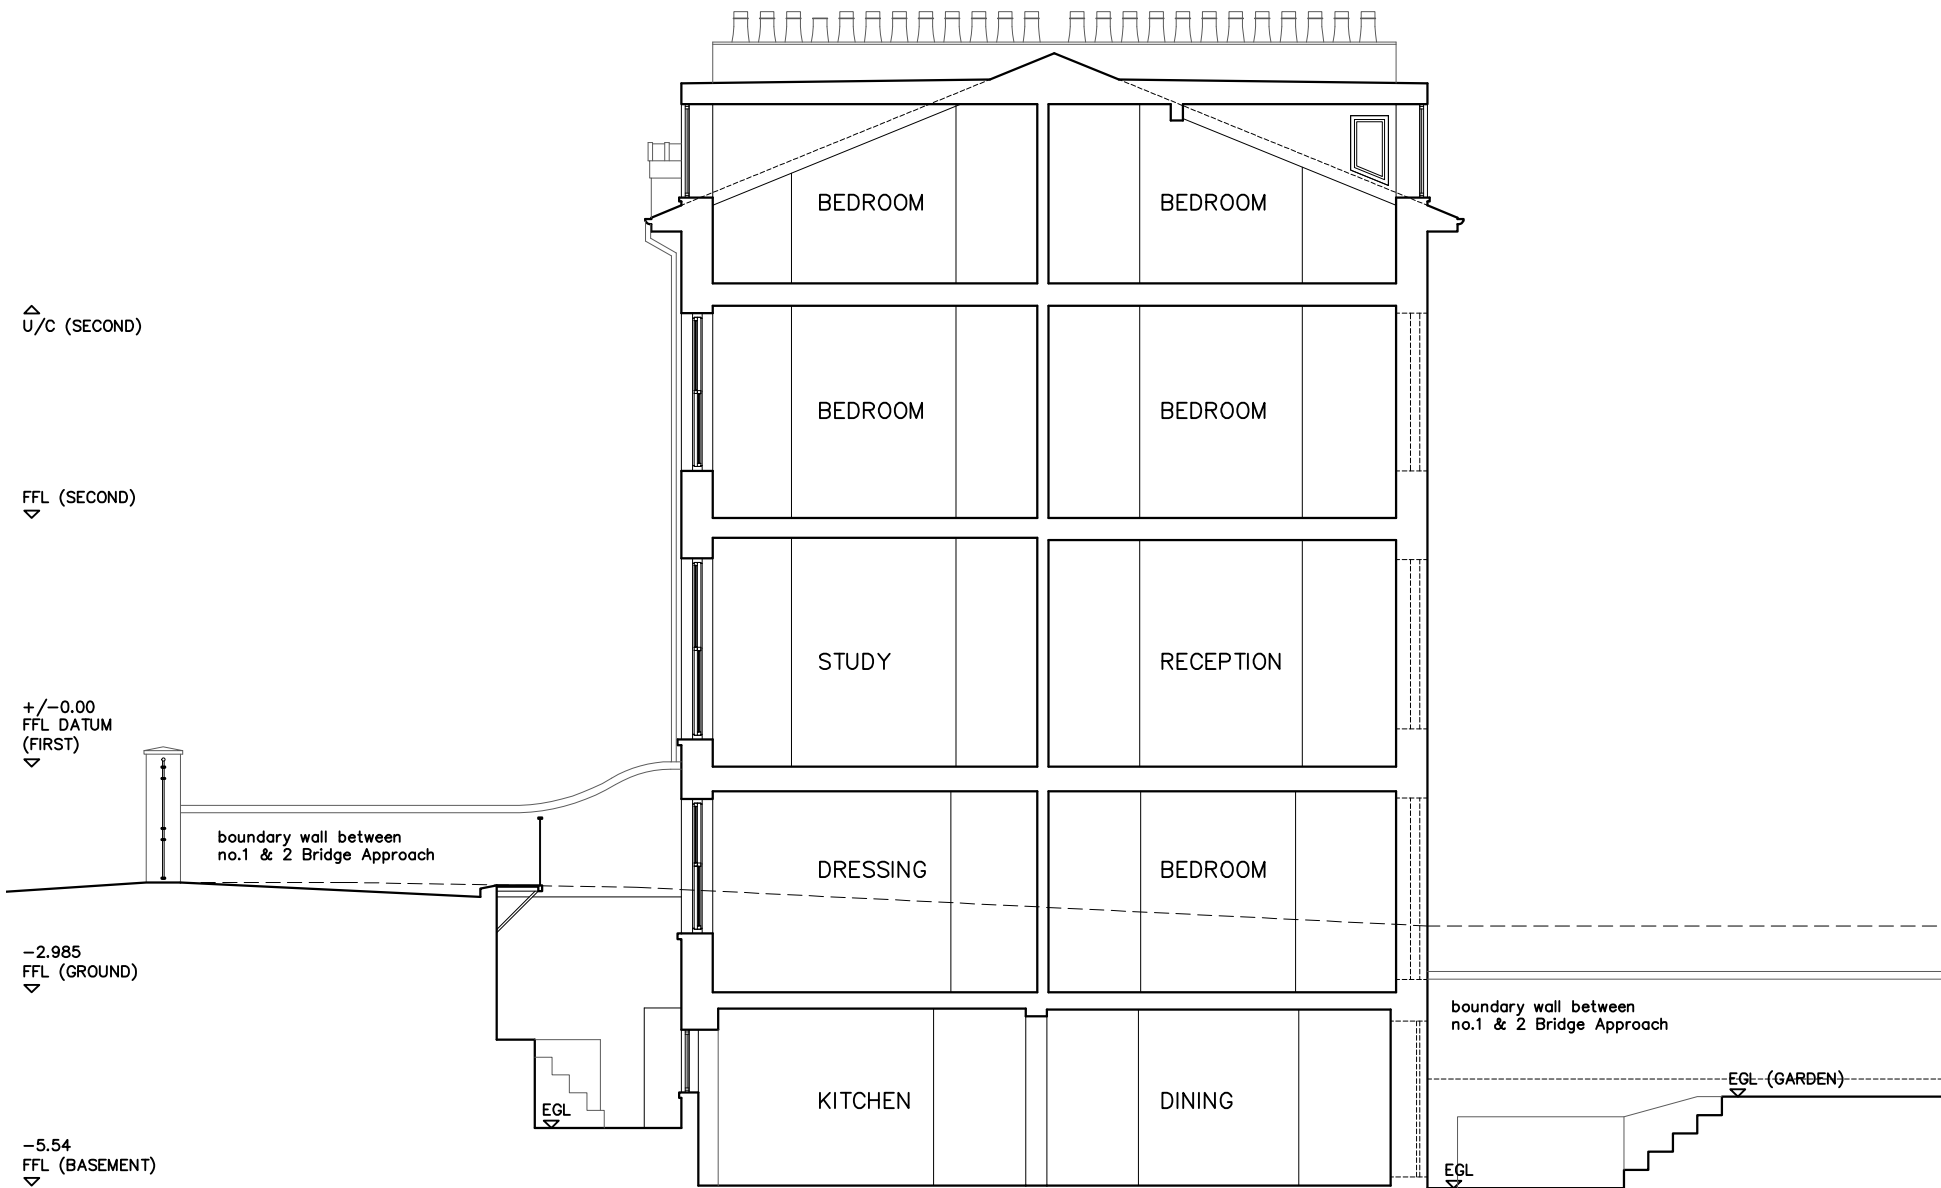 BEDROOM
BEDROOM
U/C (SECOND)
BEDROOM
BEDROOM
FFL (SECOND)
STUDY
RECEPTION
+/-0.00
FFL DATUM
(FIRST)
boundary wall between
no.1 & 2 Bridge Approach
DRESSING
BEDROOM
-2.985
FFL (GROUND)
boundary wall between
no.1 & 2 Bridge Approach
EGL (GARDEN)
KITCHEN
DINING
EGL
-5.54
FFL (BASEMENT)
EGL